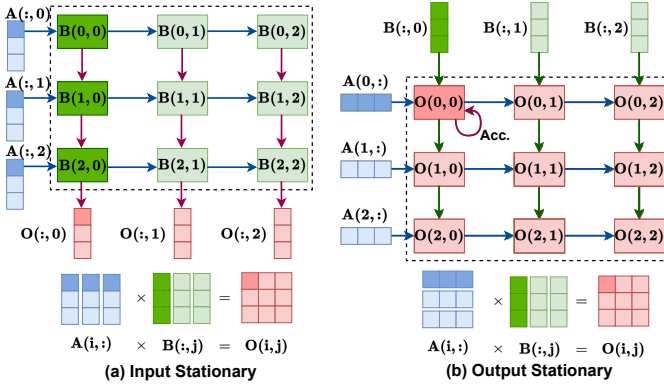 A(:,0)
B(0,0) B(0,1) B(0,2)
A(:,1)
B(1,0) B(1,1) B(1,2)
A(:,2)
B(2,0) B(2,1) B(2,2)
O(:,0) O(:,1) O(:,2)
× =
A(i,:) × B(:,j) = O(i,j)
(a) Input Stationary
B(:,0) B(:,1) B(:,2)
A(0,:)
O(0,0) O(0,1) O(0,2)
Acc.
A(1,:)
O(1,0) O(1,1) O(1,2)
A(2,:)
O(2,0) O(2,1) O(2,2)
× =
A(i,:) × B(:,j) = O(i,j)
(b) Output Stationary